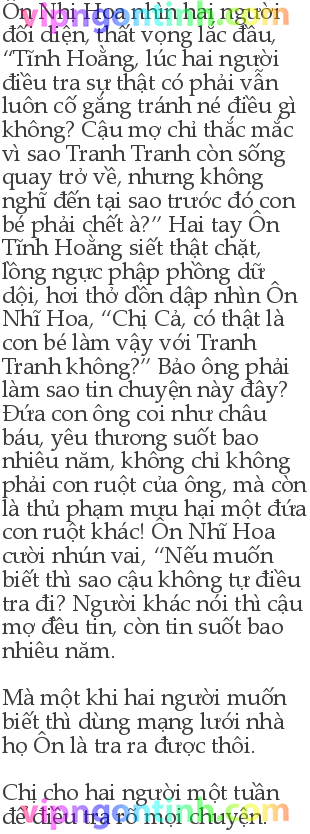 Ôn Nhĩ Hoa nhìn hai người
đối diện, thất vọng lắc đầu,
“Tĩnh Hoằng, lúc hai người
điều tra sự thật có phải vẫn
luôn cố gắng tránh né điều gì
không? Cậu mợ chỉ thắc mắc
vì sao Tranh Tranh còn sống
quay trở về, nhưng không
nghĩ đến tại sao trước đó con
bé phải chết à?” Hai tay Ôn
Tĩnh Hoằng siết thật chặt,
lồng ngực phập phồng dữ
dội, hơi thở dồn dập nhìn Ôn
Nhĩ Hoa, “Chị Cả, có thật là
con bé làm vậy với Tranh
Tranh không?” Bảo ông phải
làm sao tin chuyện này đây?
Đứa con ông coi như châu
báu, yêu thương suốt bao
nhiêu năm, không chỉ không
phải con ruột của ông, mà còn
là thủ phạm mưu hại một đứa
con ruột khác! Ôn Nhĩ Hoa
cười nhún vai, “Nếu muốn
biết thì sao cậu không tự điều
tra đi? Người khác nói thì cậu
mợ đều tin, còn tin suốt bao
nhiêu năm.
Mà một khi hai người muốn
biết thì dùng mạng lưới nhà
họ Ôn là tra ra được thôi.
Chị cho hai người một tuần
để điều tra rõ mọi chuyện.
vipngontinh.com
vipngontinh.com